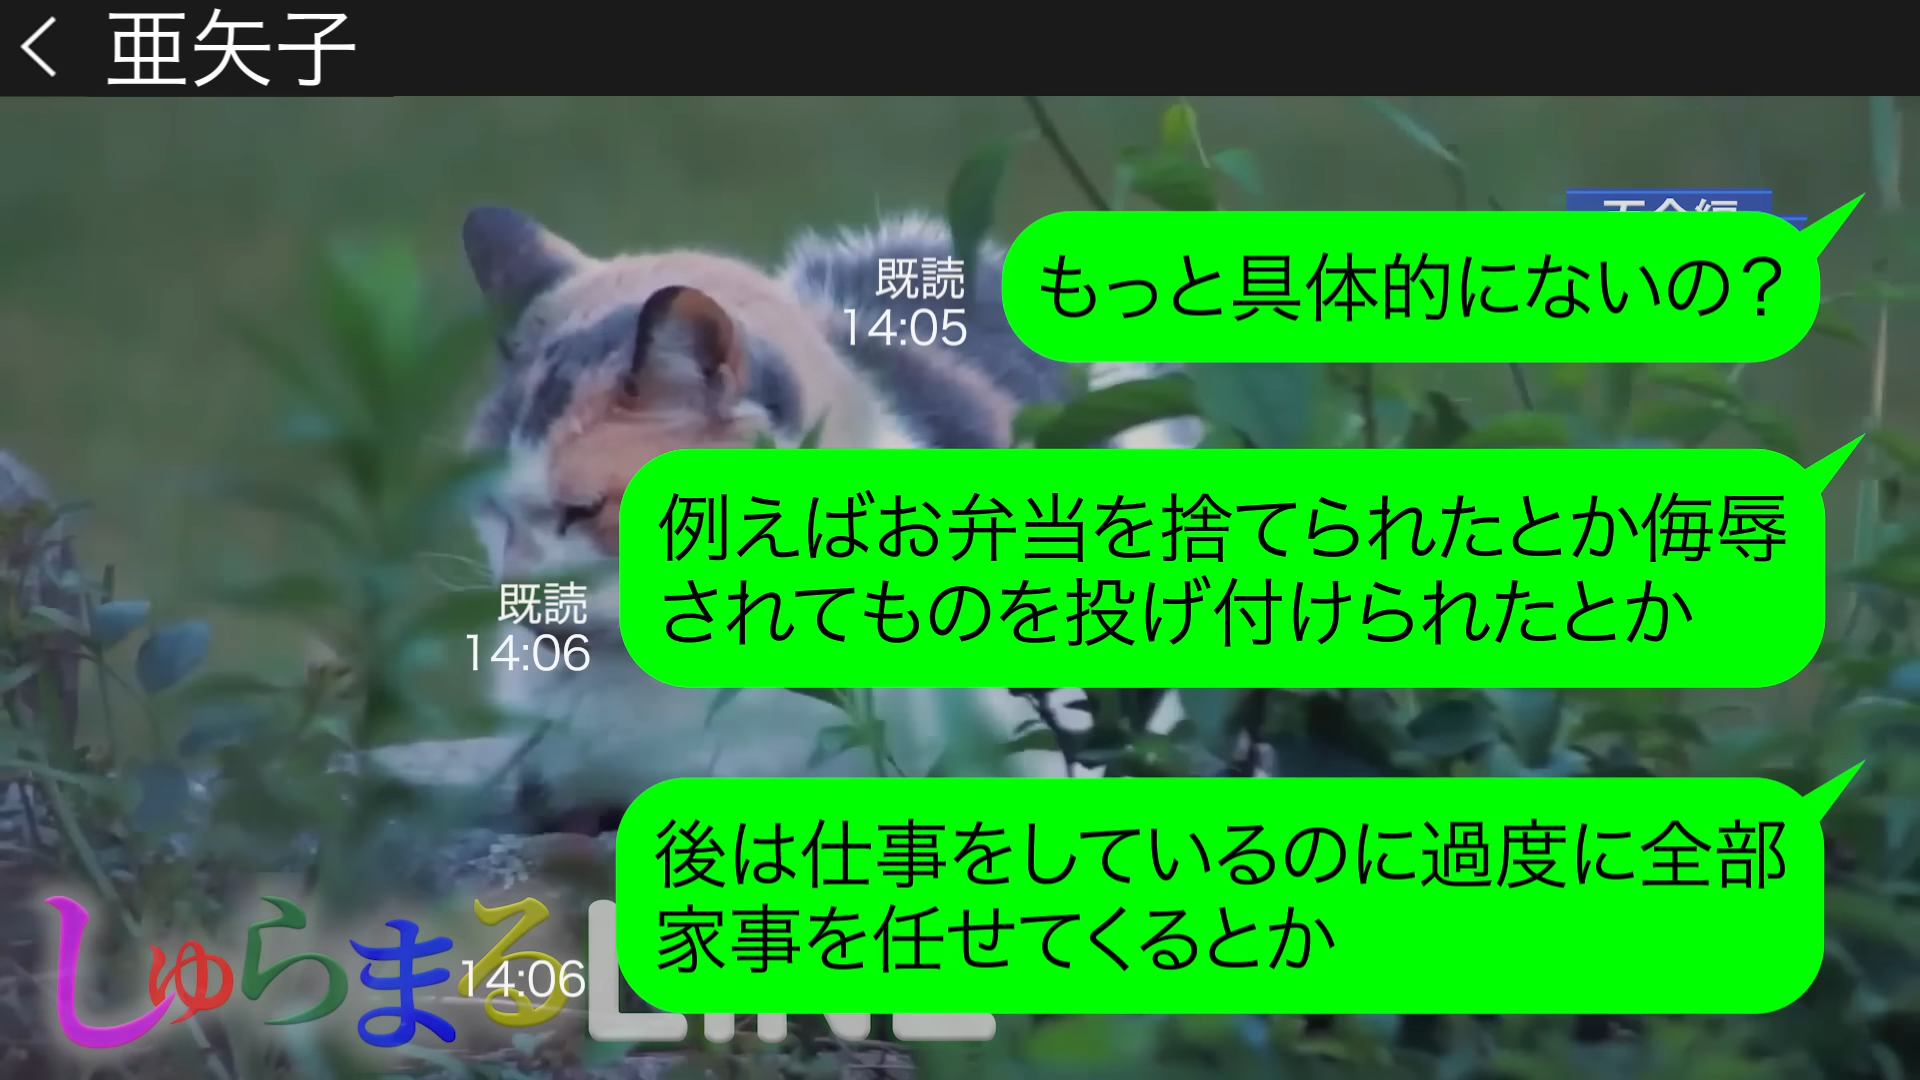 亜矢子
もっと具体的にないの？
既読
14:05
例えばお弁当を捨てられたとか侮辱
されてものを投げ付けられたとか
既読
14:06
後は仕事をしているのに過度に全部
家事を任せてくるとか
14:06
しゅらまるLINE